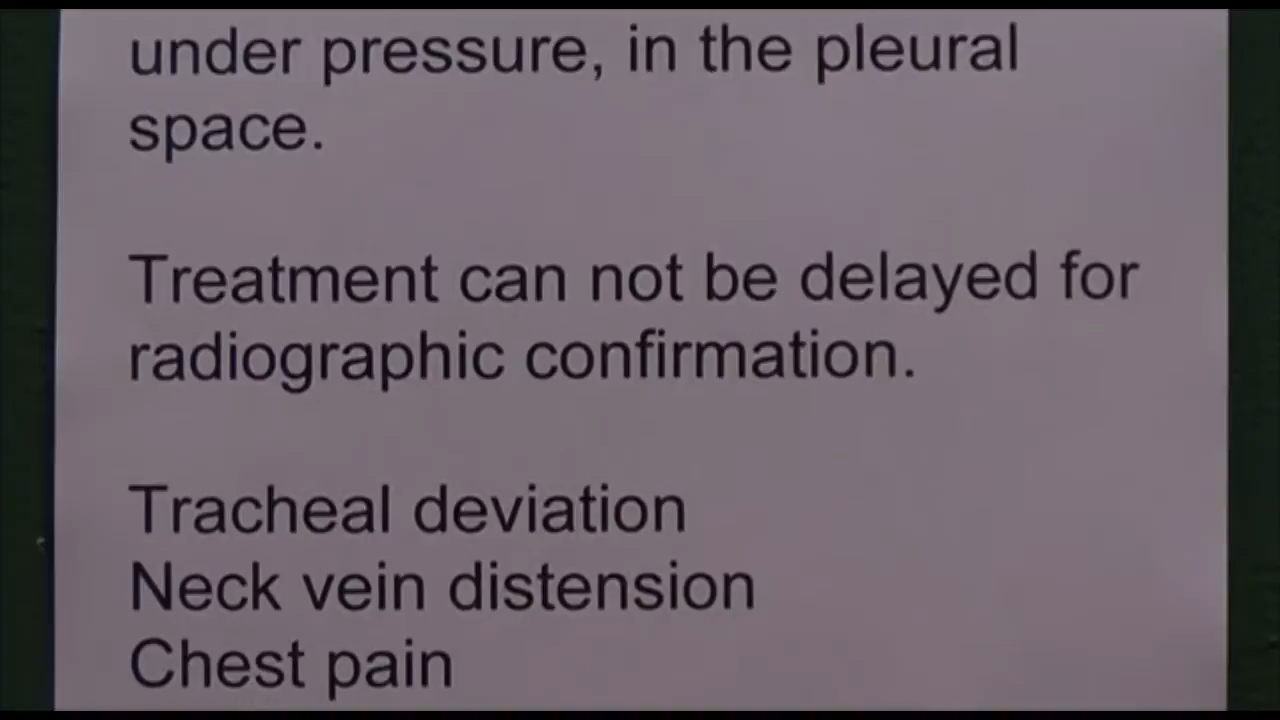 under pressure, in the pleural
space.
Treatment can not be delayed for
radiographic confirmation.
Tracheal deviation
Neck vein distension
Chest pain